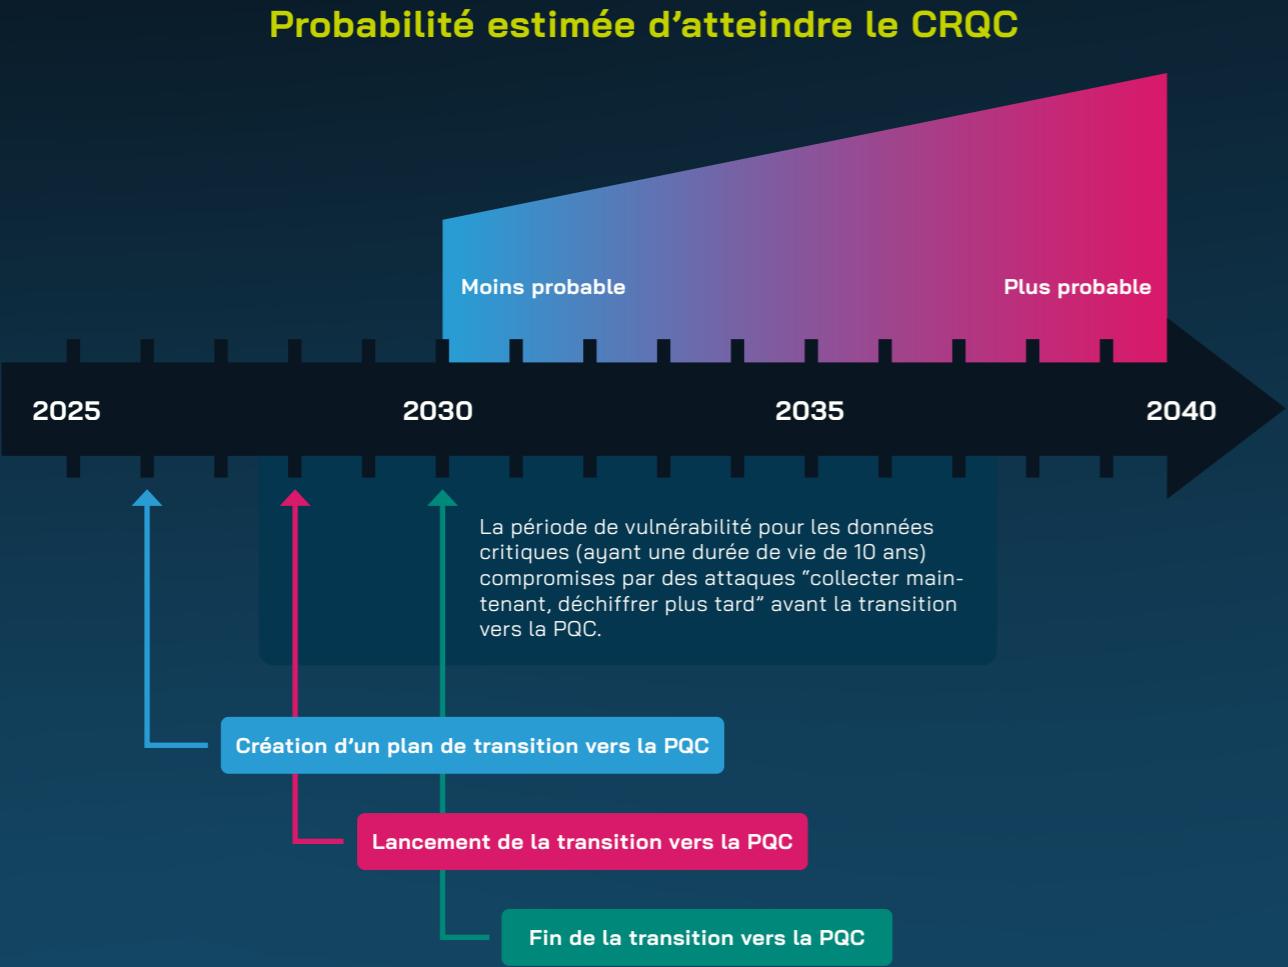 Probabilité estimée d’atteindre le CRQC
Moins probable
Plus probable
2025
2030
2035
2040
La période de vulnérabilité pour les données
critiques (ayant une durée de vie de 10 ans)
compromises par des attaques “collecter main-
tenant, déchiffrer plus tard” avant la transition
vers la PQC.
Création d’un plan de transition vers la PQC
Lancement de la transition vers la PQC
Fin de la transition vers la PQC